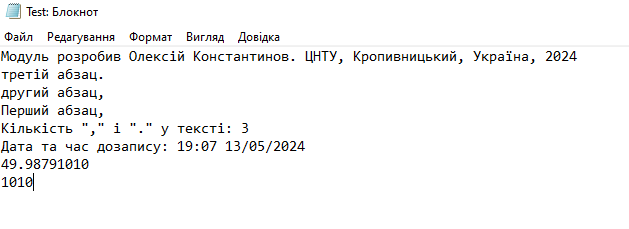 Test: Блокнот
Файл Редагування Формат Вигляд Довідка
Модуль розробив Олексій Константинов. ЦНТУ, Кропивницький, Україна, 2024
третій абзац.
другий абзац,
Перший абзац,
Кількість "," і "." у тексті: 3
Дата та час дозапису: 19:07 13/05/2024
49.98791010
1010